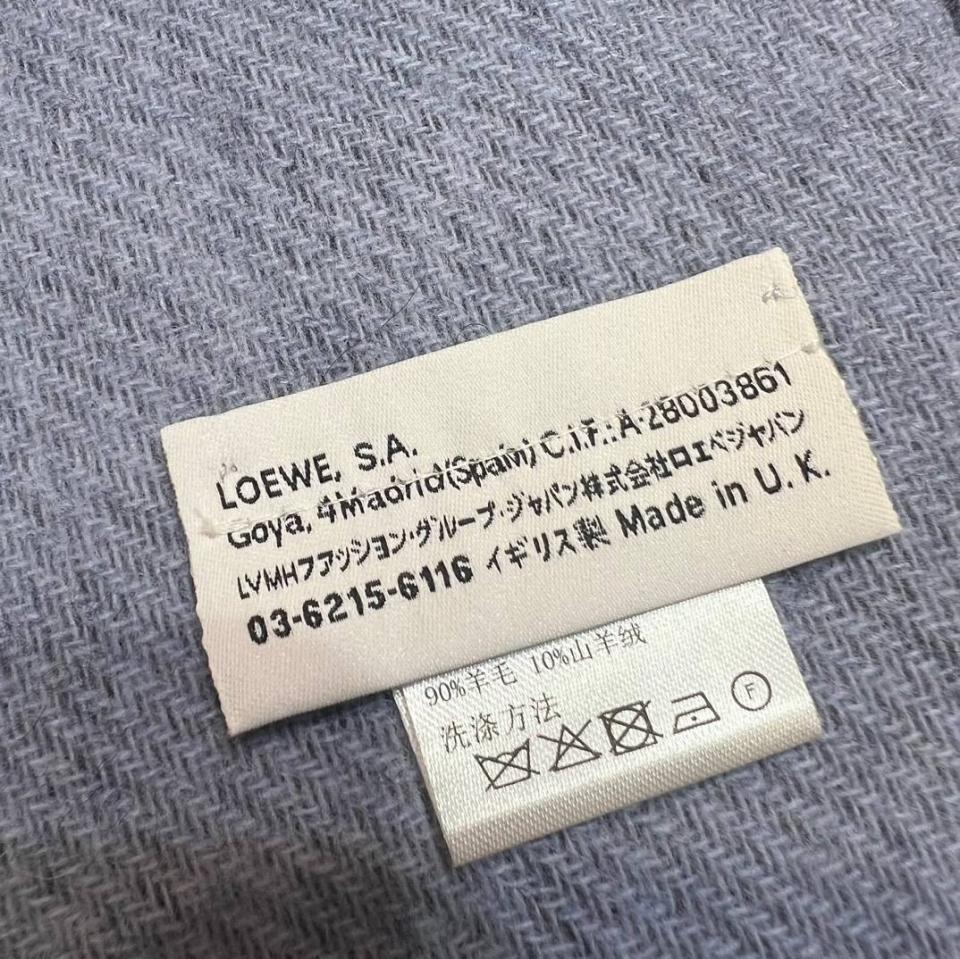 LOEWE, S.A.
Goya, 4 Madrid (Spain) C.I.F.: A-28003861
LVMHファッション・グループ・ジャパン株式会社ロエベジャパン
03-6215-6116 イギリス製 Made in U.K.
90%羊毛 10%山羊绒
洗涤方法
F